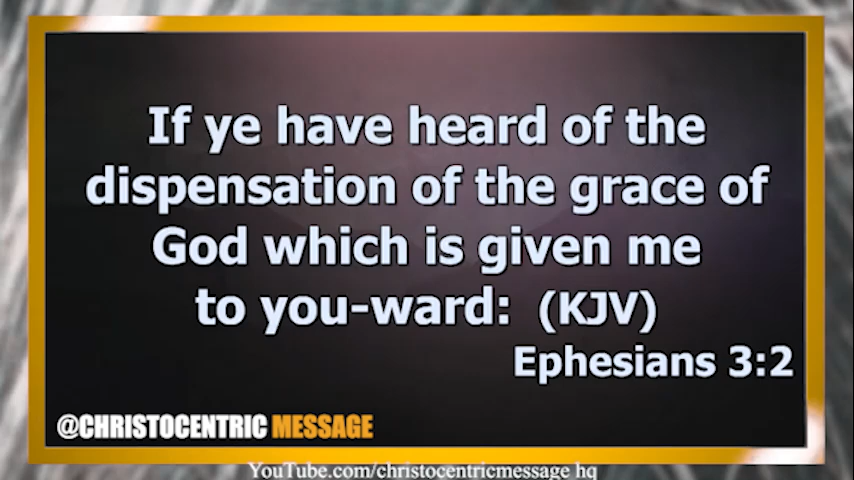 If ye have heard of the
dispensation of the grace of
God which is given me
to you-ward: (KJV)
Ephesians 3:2
@CHRISTOCENTRIC MESSAGE
YouTube.com/christocentricmessage hq